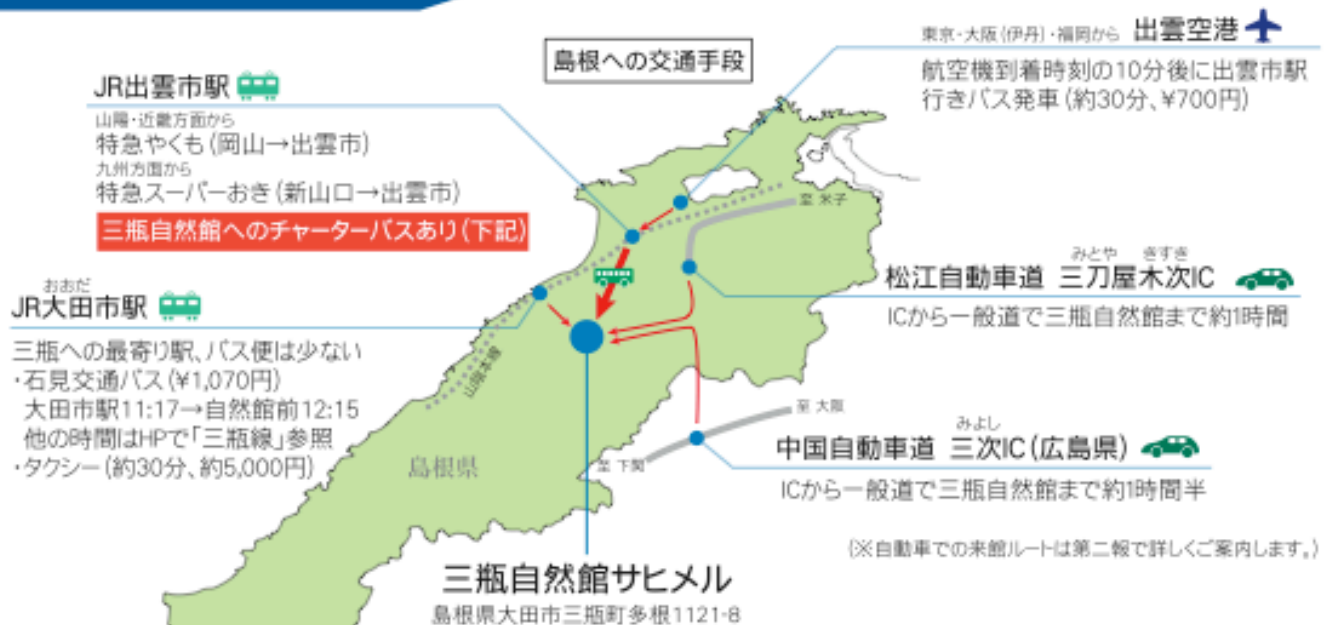 島根への交通手段
東京・大阪(伊丹)・福岡から 出雲空港
航空機到着時刻の10分後に出雲市駅
行きバス発車(約30分、¥700円)
JR出雲市駅
山陽・近畿方面から
特急やくも(岡山→出雲市)
九州方面から
特急スーパーおき(新山口→出雲市)
三瓶自然館へのチャーターバスあり(下記)
至 米子
みとや きすき
松江自動車道 三刀屋木次IC
ICから一般道で三瓶自然館まで約1時間
おおだ
JR大田市駅
三瓶への最寄り駅、バス便は少ない
・石見交通バス(¥1,070円)
大田市駅11:17→自然館前12:15
他の時間はHPで「三瓶線」参照
・タクシー(約30分、約5,000円)
山陰本線
島根県
至 大阪
至 下関
みよし
中国自動車道 三次IC(広島県)
ICから一般道で三瓶自然館まで約1時間半
(※自動車での来館ルートは第二報で詳しくご案内します。)
三瓶自然館サヒメル
島根県大田市三瓶町多根1121-8